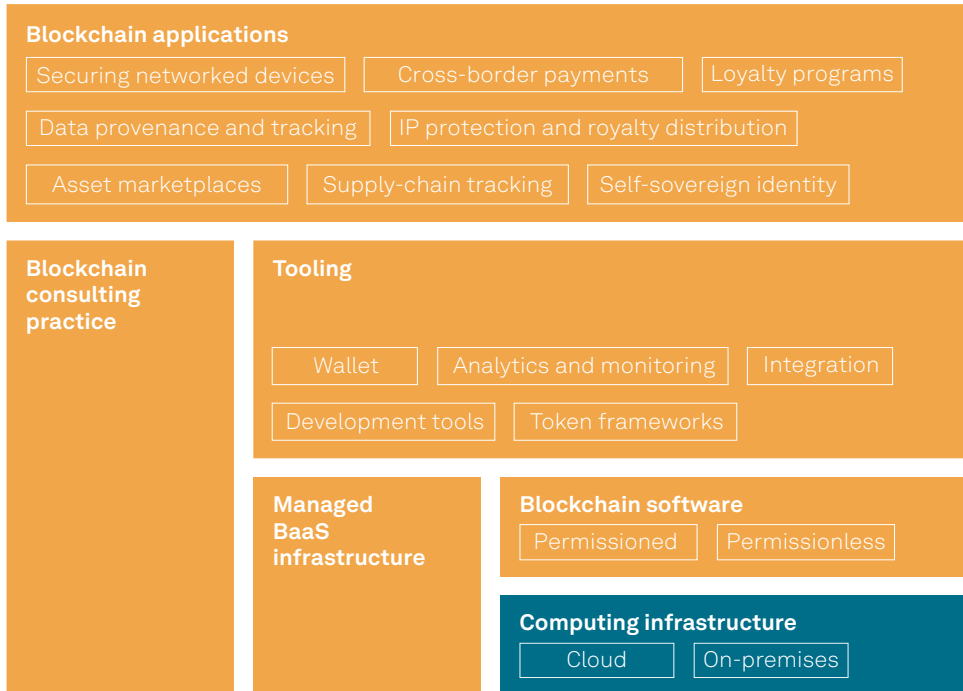 Blockchain applications
Securing networked devices
Cross-border payments
Loyalty programs
Data provenance and tracking
IP protection and royalty distribution
Asset marketplaces
Supply-chain tracking
Self-sovereign identity
Blockchain
consulting
practice
Tooling
Wallet
Analytics and monitoring
Integration
Development tools
Token frameworks
Managed
BaaS
infrastructure
Blockchain software
Permissioned
Permissionless
Computing infrastructure
Cloud
On-premises